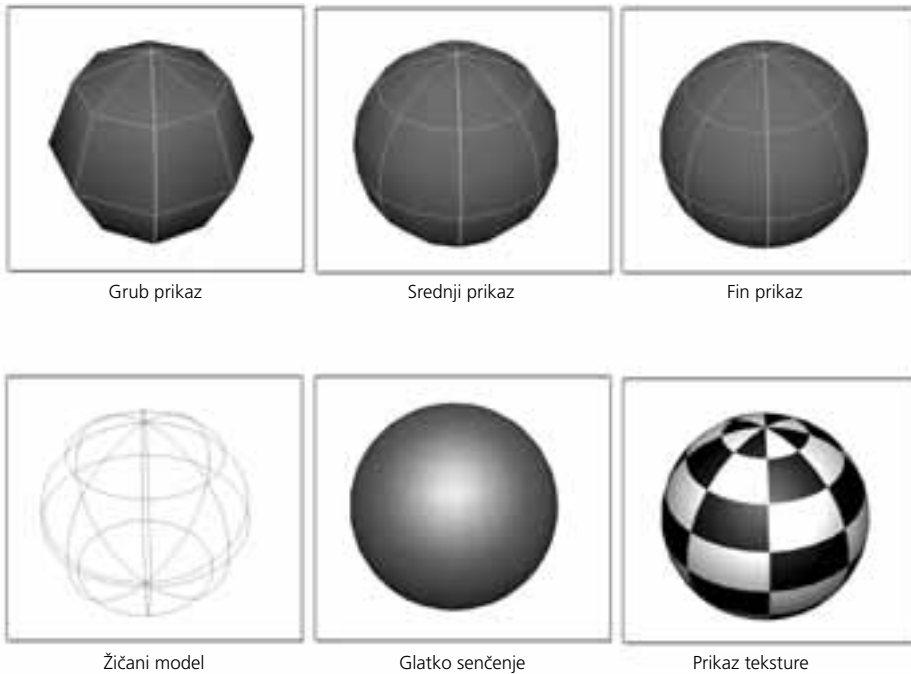 Grub prikaz
Srednji prikaz
Fin prikaz
Žičani model
Glatko senčenje
Prikaz teksture